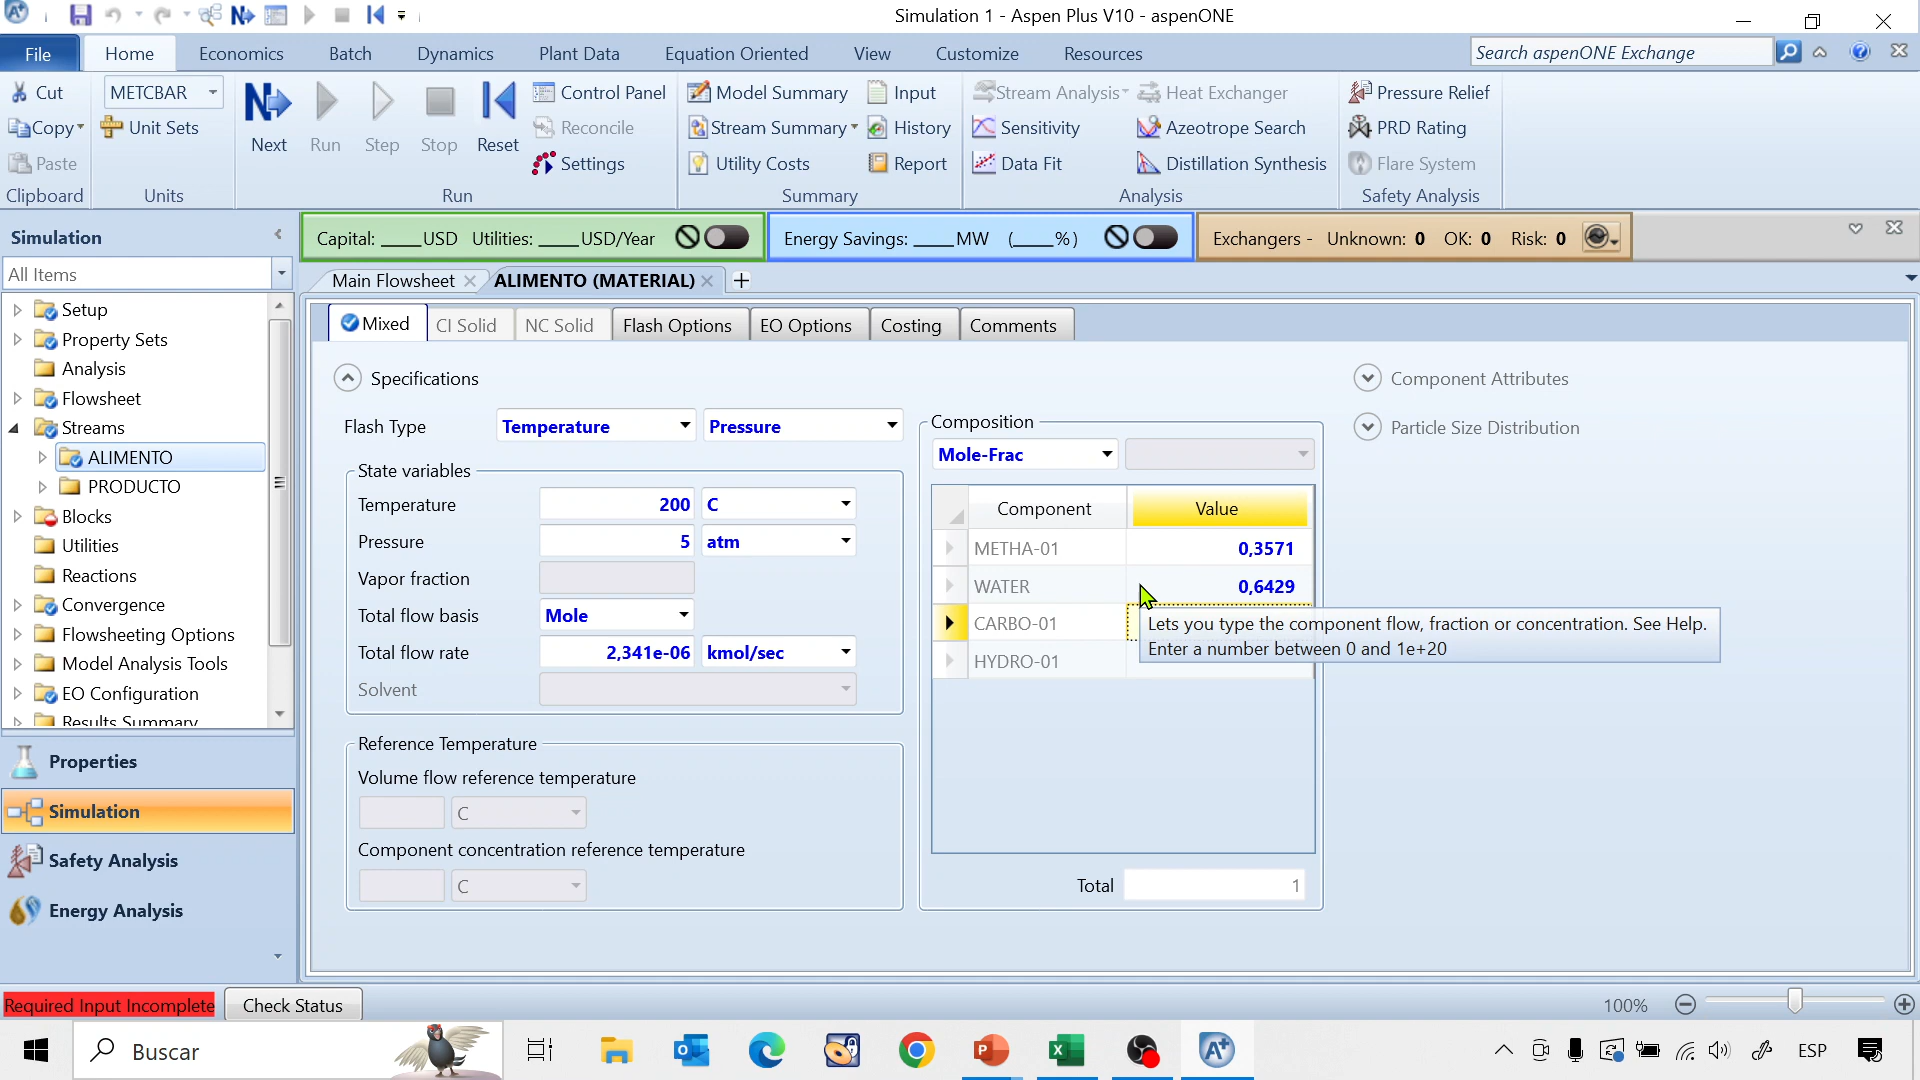 Simulation 1 - Aspen Plus V10 - aspenONE
File Home Economics Batch Dynamics Plant Data Equation Oriented View Customize Resources Search aspenONE Exchange
Cut METCBAR Control Panel Model Summary Input Stream Analysis Heat Exchanger Pressure Relief
Copy Unit Sets Next Run Step Stop Reset Reconcile Stream Summary History Sensitivity Azeotrope Search PRD Rating
Paste Settings Utility Costs Report Data Fit Distillation Synthesis Flare System
Clipboard Units Run Summary Analysis Safety Analysis
Simulation Capital: ____USD Utilities: ____USD/Year Energy Savings: ____MW (____%) Exchangers - Unknown: 0 OK: 0 Risk: 0
All Items Main Flowsheet ALIMENTO (MATERIAL)
Setup
Property Sets
Analysis
Flowsheet
Streams
ALIMENTO
PRODUCTO
Blocks
Utilities
Reactions
Convergence
Flowsheeting Options
Model Analysis Tools
EO Configuration
Results Summary
Properties
Simulation
Safety Analysis
Energy Analysis
Mixed CI Solid NC Solid Flash Options EO Options Costing Comments
Specifications
Flash Type Temperature Pressure
State variables
Temperature 200 C
Pressure 5 atm
Vapor fraction
Total flow basis Mole
Total flow rate 2,341e-06 kmol/sec
Solvent
Reference Temperature
Volume flow reference temperature
C
Component concentration reference temperature
C
Composition
Mole-Frac
Component Value
METHA-01 0,3571
WATER 0,6429
CARBO-01
HYDRO-01
Lets you type the component flow, fraction or concentration. See Help.
Enter a number between 0 and 1e+20
Total 1
Component Attributes
Particle Size Distribution
Required Input Incomplete Check Status 100%
Buscar ESP